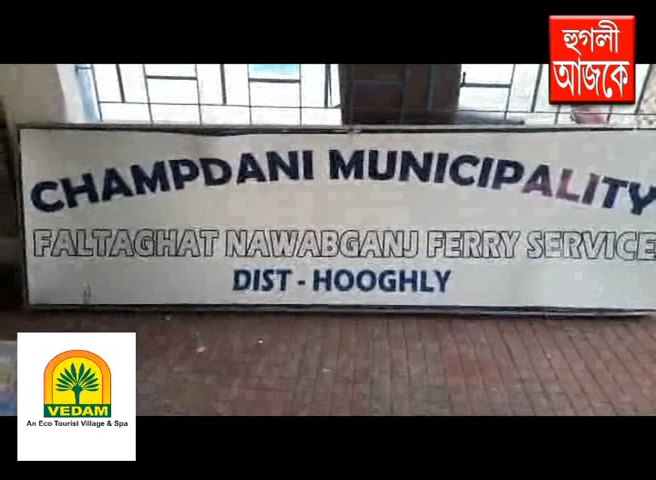 হুগলী
আজকে
CHAMPDANI MUNICIPALITY
FALTAGHAT NAWABGANJ FERRY SERVICE
DIST - HOOGHLY
VEDAM
An Eco Tourist Village & Spa